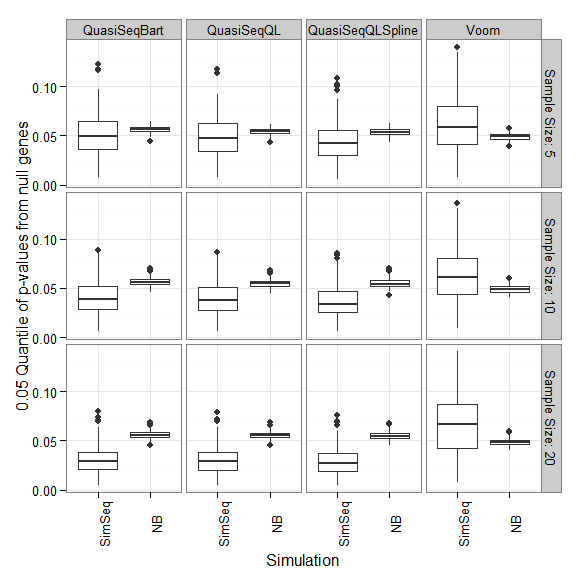 QuasiSeqBart QuasiSeqQL QuasiSeqQLSpline Voom
0.05 Quantile of p-values from null genes
0.10
0.05
0.00
Sample Size: 5
0.10
0.05
0.00
Sample Size: 10
0.10
0.05
0.00
Sample Size: 20
SimSeq NB SimSeq NB SimSeq NB SimSeq NB
Simulation